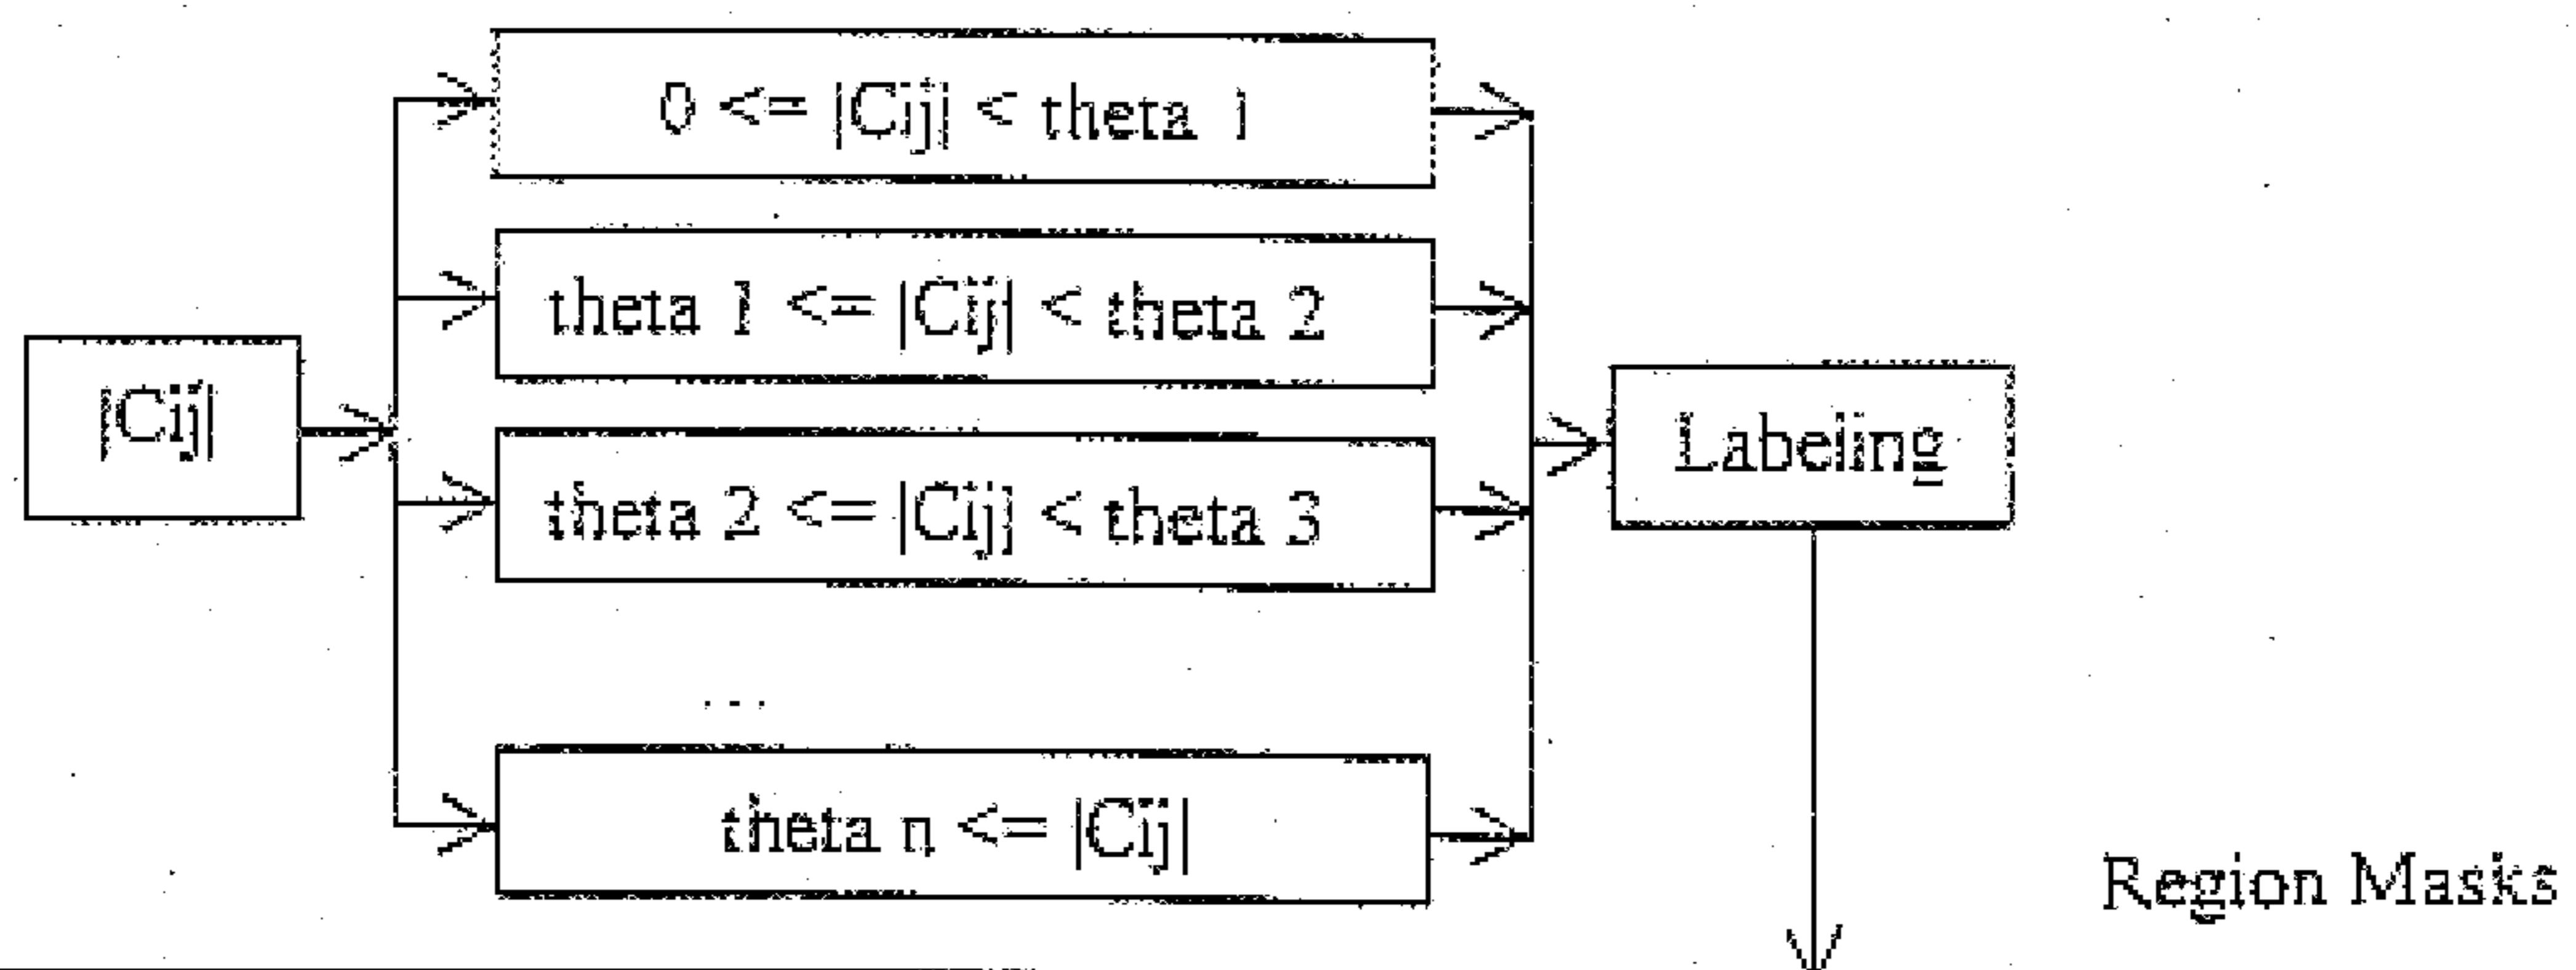 0 <= |Cij| < theta 1
theta 1 <= |Cij| < theta 2
|Cij|
Labeling
theta 2 <= |Cij| < theta 3
...
theta n <= |Cij|
Region Masks